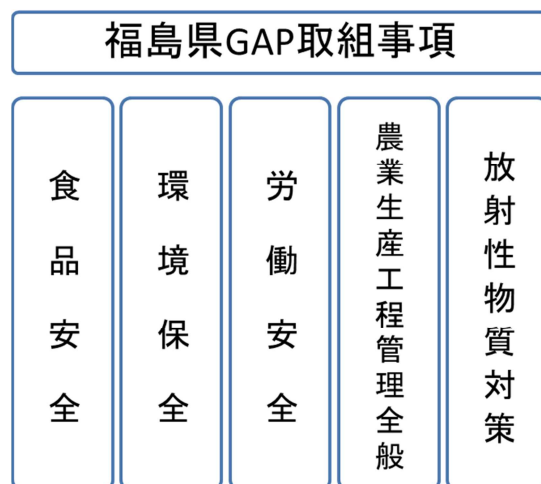 福島県GAP取組事項
食品安全
環境保全
労働安全
農業生産工程管理全般
放射性物質対策